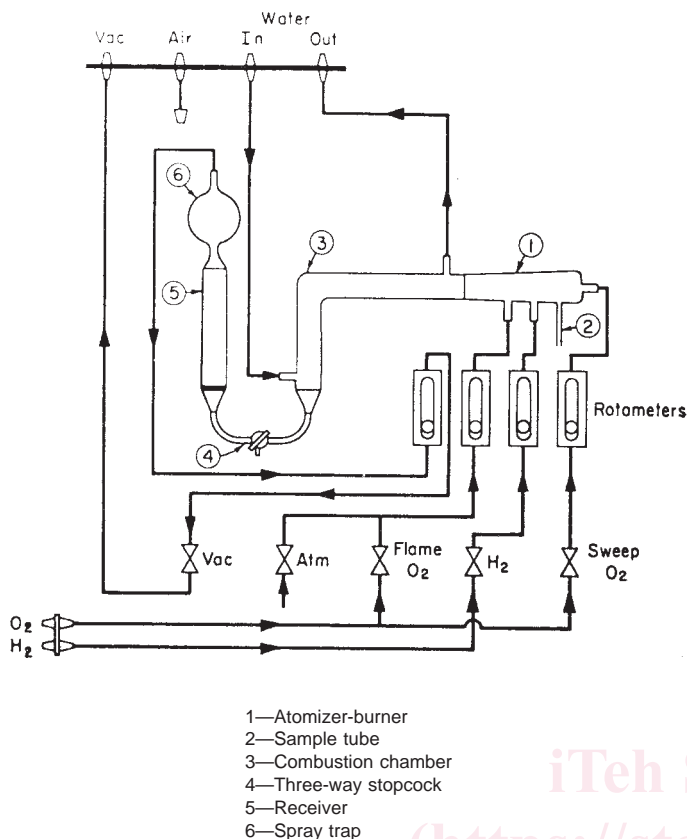 Water
Vac Air In Out
6
3
1
5
2
Rotameters
4
Vac Atm Flame O₂ H₂ Sweep O₂
O₂
H₂
1—Atomizer-burner
2—Sample tube
3—Combustion chamber
4—Three-way stopcock
5—Receiver
6—Spray trap
iTeh S